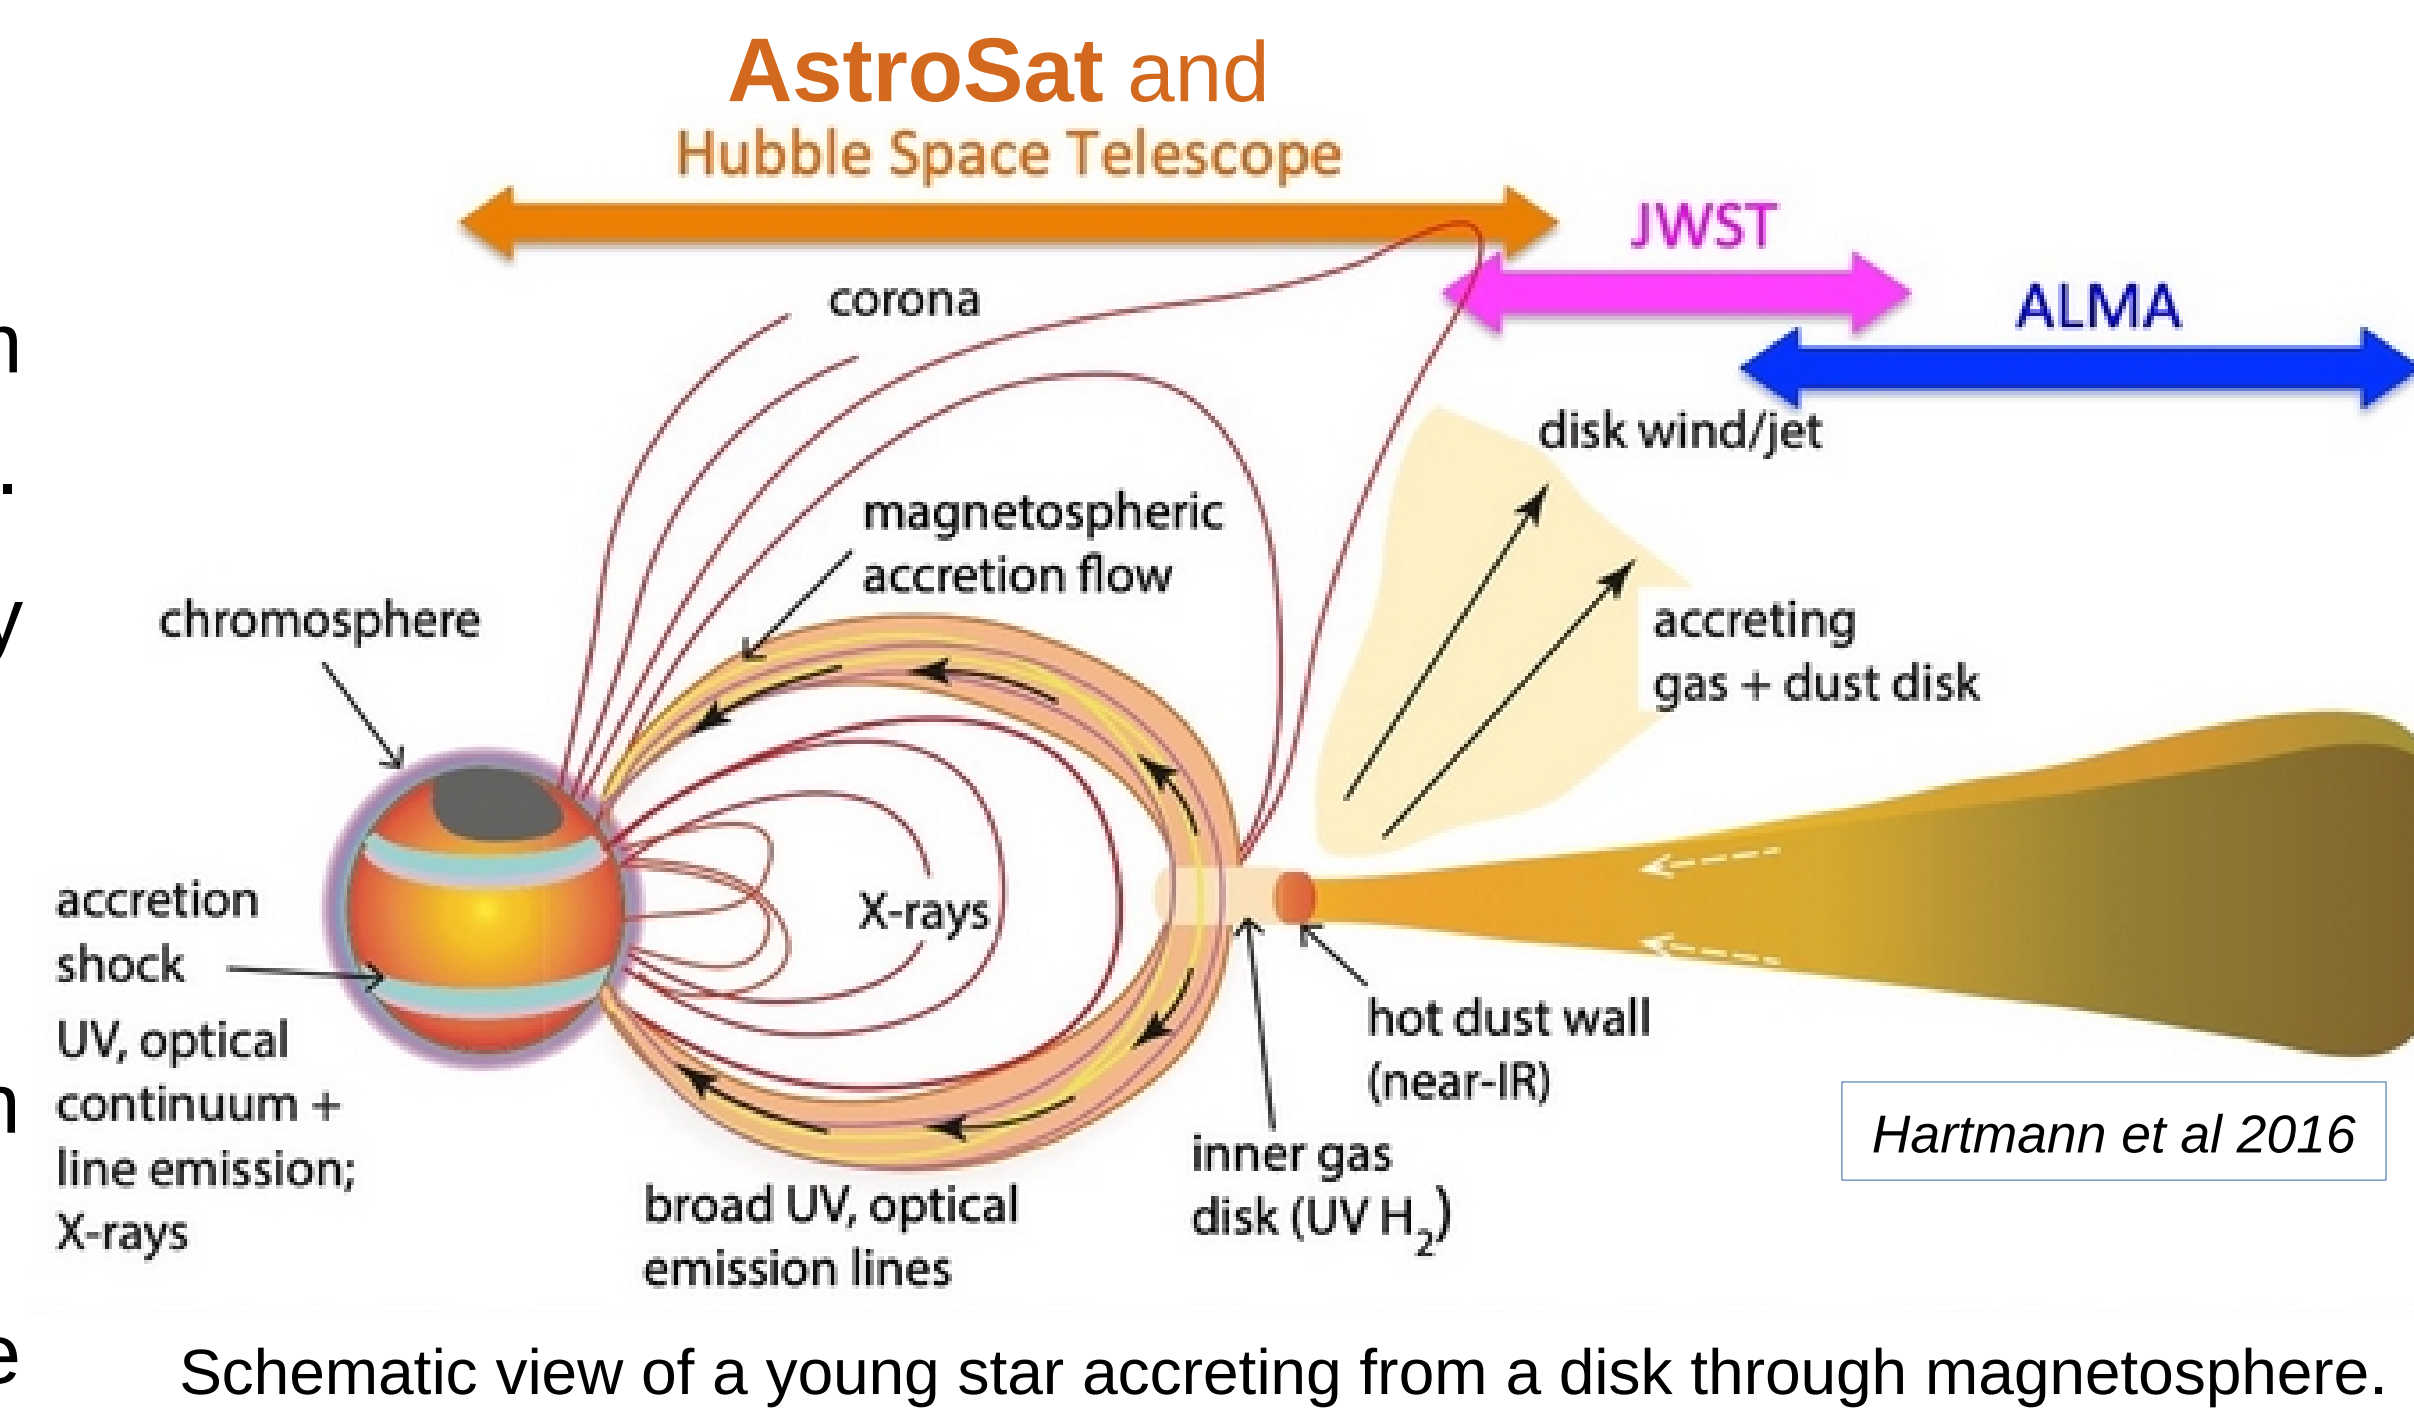 AstroSat and
Hubble Space Telescope
JWST
ALMA
corona
disk wind/jet
magnetospheric
accretion flow
chromosphere
accreting
gas + dust disk
accretion
shock
X-rays
UV, optical
continuum +
line emission;
X-rays
hot dust wall
(near-IR)
inner gas
disk (UV H₂)
broad UV, optical
emission lines
Hartmann et al 2016
Schematic view of a young star accreting from a disk through magnetosphere.